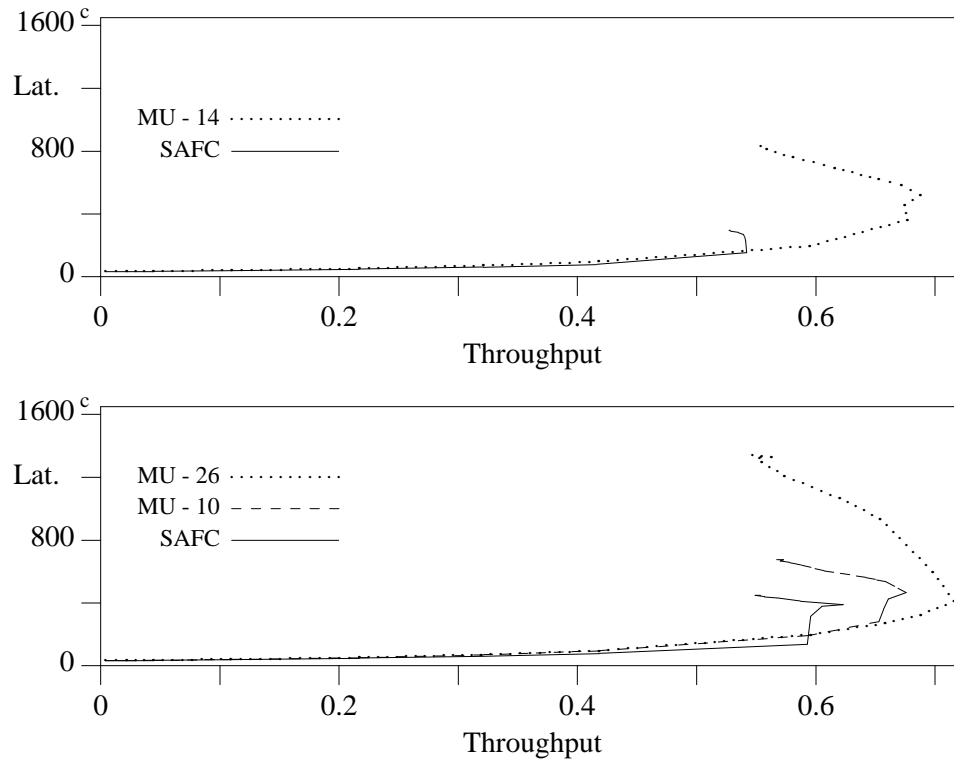 1600 c
Lat.
MU - 14
800
SAFC
0
0 0.2 0.4 0.6
Throughput
1600 c
Lat.
MU - 26
MU - 10
800
SAFC
0
0 0.2 0.4 0.6
Throughput